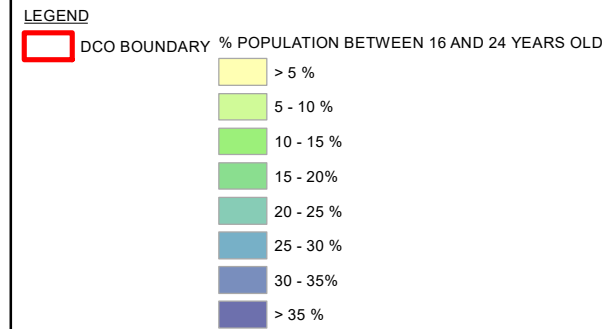 LEGEND
DCO BOUNDARY % POPULATION BETWEEN 16 AND 24 YEARS OLD
> 5 %
5 - 10 %
10 - 15 %
15 - 20%
20 - 25 %
25 - 30 %
30 - 35%
> 35 %